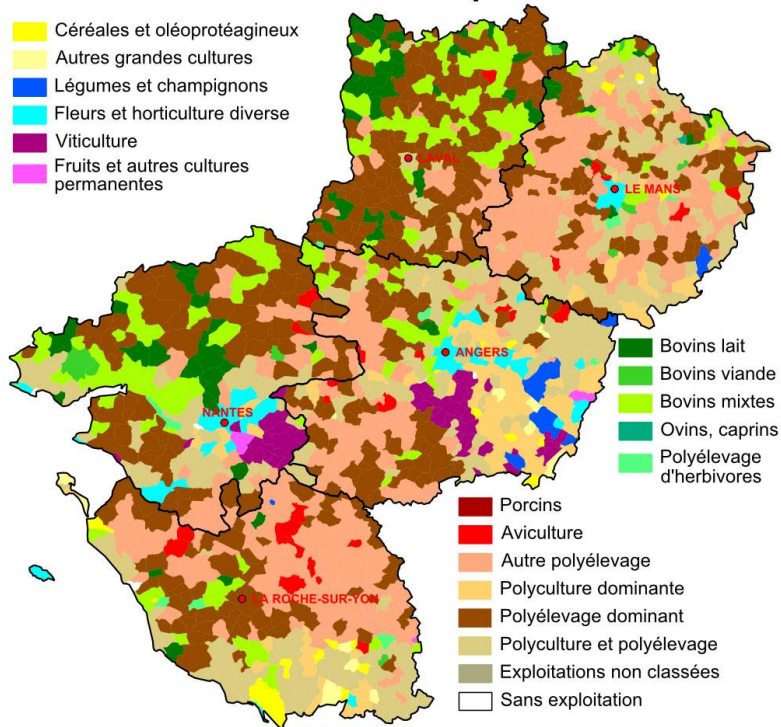 Céréales et oléoprotéagineux
Autres grandes cultures
Légumes et champignons
Fleurs et horticulture diverse
Viticulture
Fruits et autres cultures
permanentes
LAVAL
LE MANS
ANGERS
NANTES
LA ROCHE-SUR-YON
Bovins lait
Bovins viande
Bovins mixtes
Ovins, caprins
Polyélevage
d'herbivores
Porcins
Aviculture
Autre polyélevage
Polyculture dominante
Polyélevage dominant
Polyculture et polyélevage
Exploitations non classées
Sans exploitation